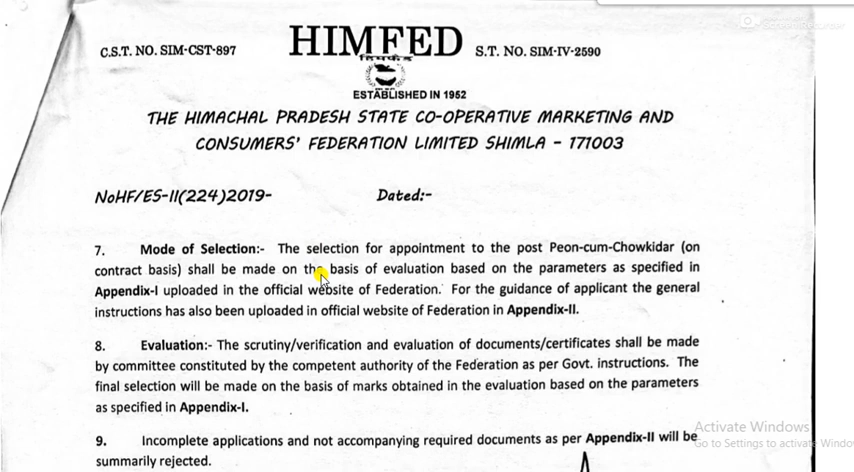 C.S.T. NO. SIM-CST-897
HIMFED
S.T. NO. SIM-IV-2590
हिमफैड
ESTABLISHED IN 1952
THE HIMACHAL PRADESH STATE CO-OPERATIVE MARKETING AND
CONSUMERS' FEDERATION LIMITED SHIMLA - 171003
NoHF/ES-II(224)2019-
Dated:-
7. Mode of Selection:- The selection for appointment to the post Peon-cum-Chowkidar (on
contract basis) shall be made on the basis of evaluation based on the parameters as specified in
Appendix-I uploaded in the official website of Federation. For the guidance of applicant the general
instructions has also been uploaded in official website of Federation in Appendix-II.
8. Evaluation:- The scrutiny/verification and evaluation of documents/certificates shall be made
by committee constituted by the competent authority of the Federation as per Govt. instructions. The
final selection will be made on the basis of marks obtained in the evaluation based on the parameters
as specified in Appendix-I.
9. Incomplete applications and not accompanying required documents as per Appendix-II will be
summarily rejected.
Activate Windows
Go to Settings to activate Windo